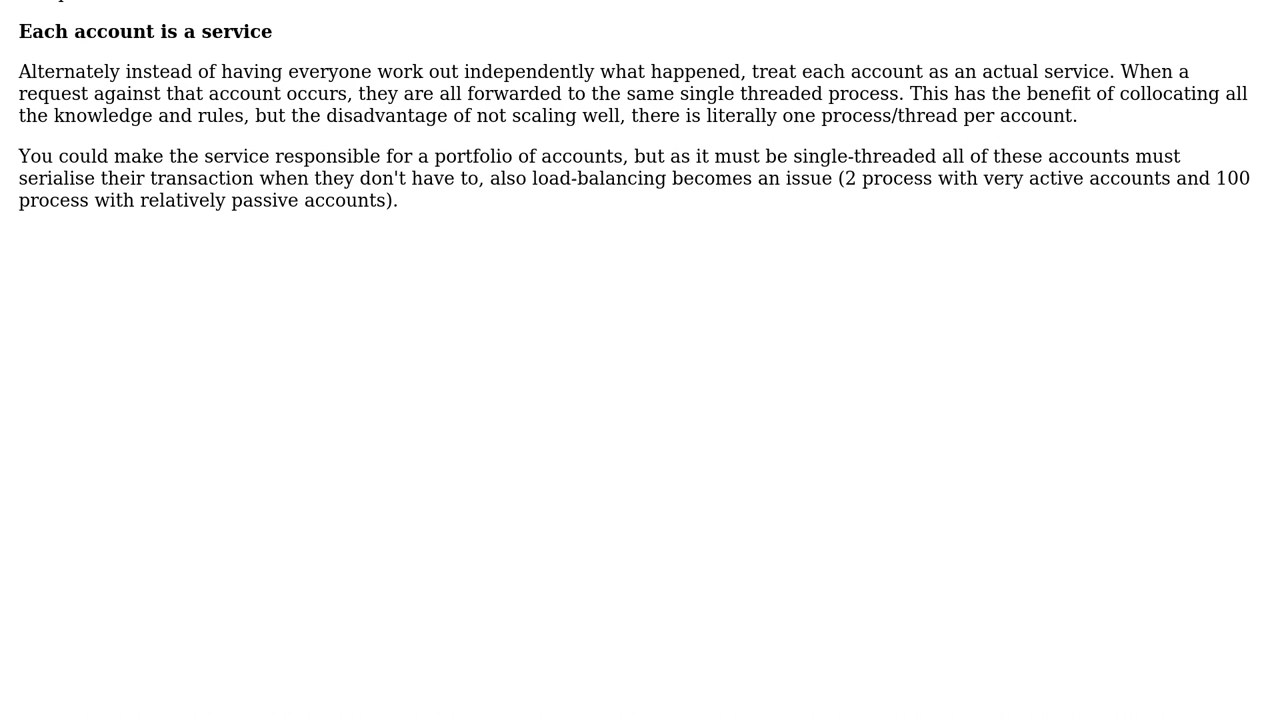 Each account is a service
Alternately instead of having everyone work out independently what happened, treat each account as an actual service. When a
request against that account occurs, they are all forwarded to the same single threaded process. This has the benefit of collocating all
the knowledge and rules, but the disadvantage of not scaling well, there is literally one process/thread per account.
You could make the service responsible for a portfolio of accounts, but as it must be single-threaded all of these accounts must
serialise their transaction when they don't have to, also load-balancing becomes an issue (2 process with very active accounts and 100
process with relatively passive accounts).